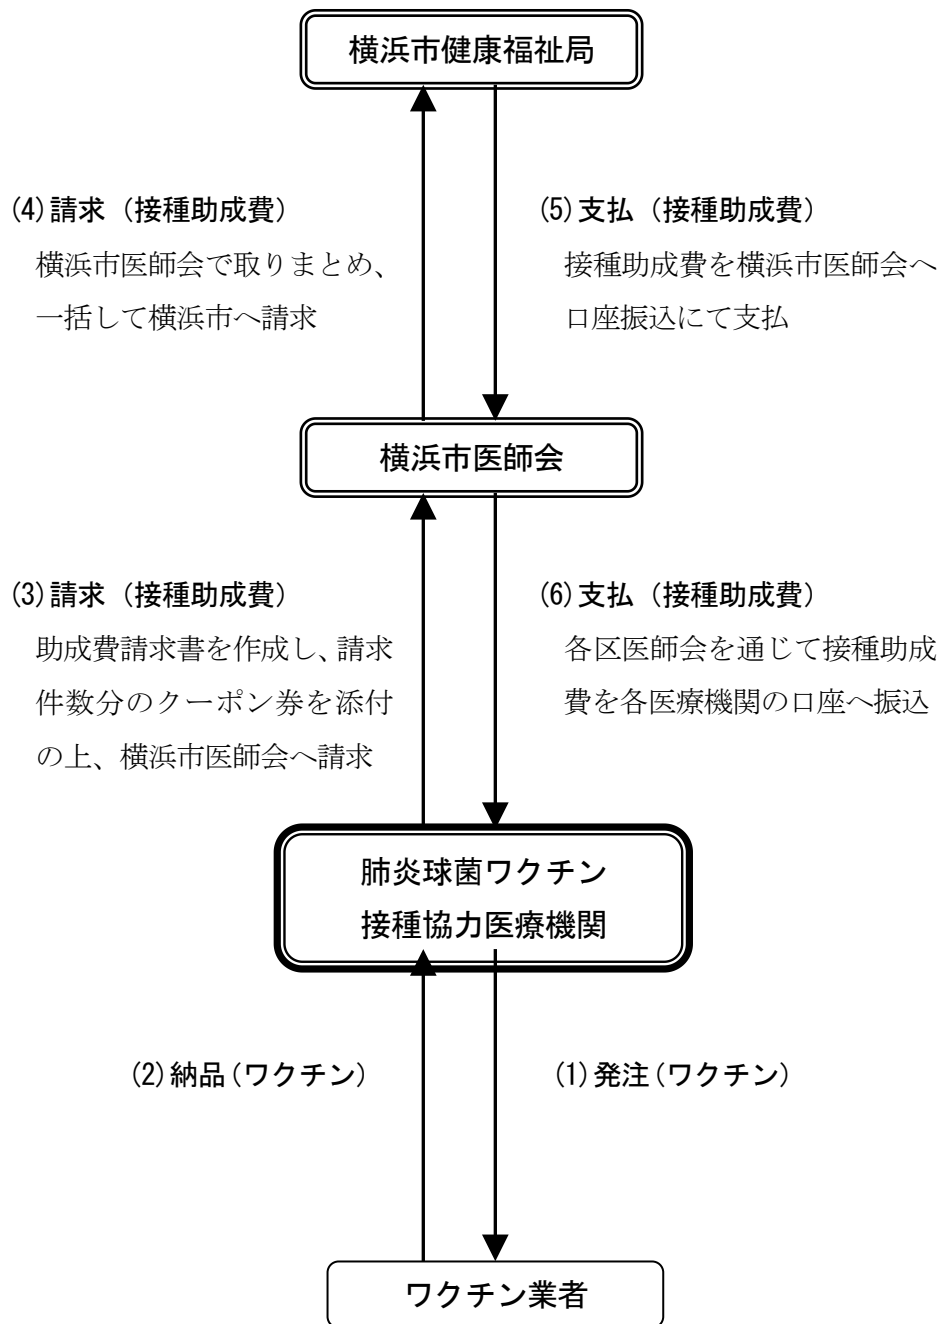 横浜市健康福祉局
(4)請求（接種助成費）
横浜市医師会で取りまとめ、
一括して横浜市へ請求
(5)支払（接種助成費）
接種助成費を横浜市医師会へ
口座振込にて支払
横浜市医師会
(3)請求（接種助成費）
助成費請求書を作成し、請求
件数分のクーポン券を添付
の上、横浜市医師会へ請求
(6)支払（接種助成費）
各区医師会を通じて接種助成
費を各医療機関の口座へ振込
肺炎球菌ワクチン
接種協力医療機関
(2)納品(ワクチン)
(1)発注(ワクチン)
ワクチン業者